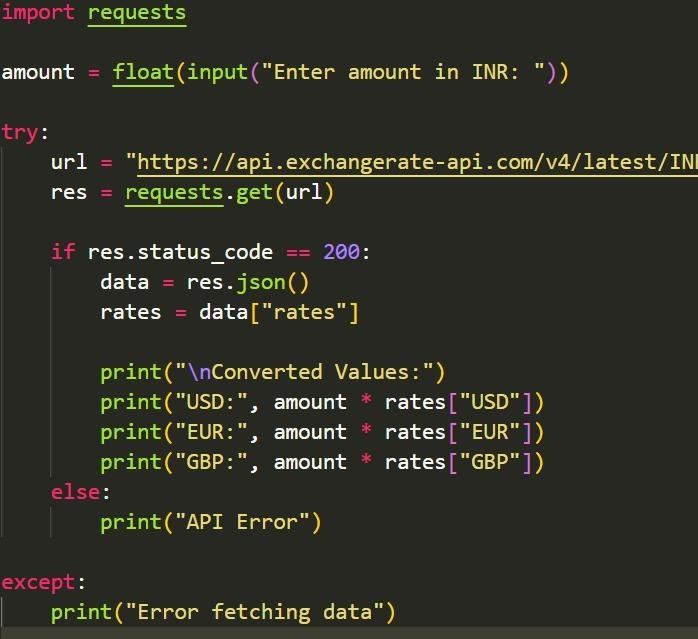 import requests
amount = float(input("Enter amount in INR: "))
try:
url = "https://api.exchangerate-api.com/v4/latest/IN
res = requests.get(url)
if res.status_code == 200:
data = res.json()
rates = data["rates"]
print("\nConverted Values:")
print("USD:", amount * rates["USD"])
print("EUR:", amount * rates["EUR"])
print("GBP:", amount * rates["GBP"])
else:
print("API Error")
except:
print("Error fetching data")